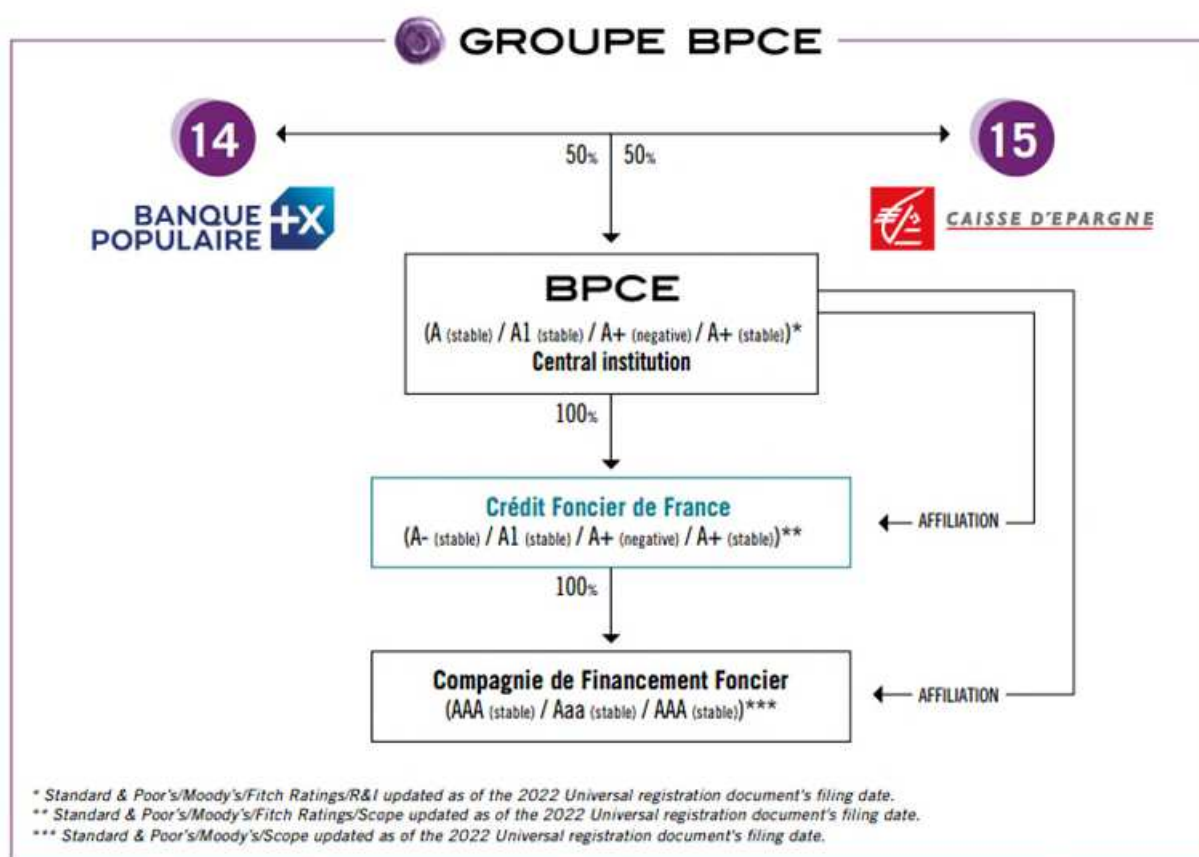 GROUPE BPCE
14
15
50% 50%
BANQUE
POPULAIRE
CAISSE D'EPARGNE
BPCE
(A (stable) / A1 (stable) / A+ (negative) / A+ (stable))*
Central institution
100%
Crédit Foncier de France
(A- (stable) / A1 (stable) / A+ (negative) / A+ (stable))**
AFFILIATION
100%
Compagnie de Financement Foncier
(AAA (stable) / Aaa (stable) / AAA (stable))***
AFFILIATION
* Standard & Poor's/Moody's/Fitch Ratings/R&I updated as of the 2022 Universal registration document's filing date.
** Standard & Poor's/Moody's/Fitch Ratings/Scope updated as of the 2022 Universal registration document's filing date.
*** Standard & Poor's/Moody's/Scope updated as of the 2022 Universal registration document's filing date.